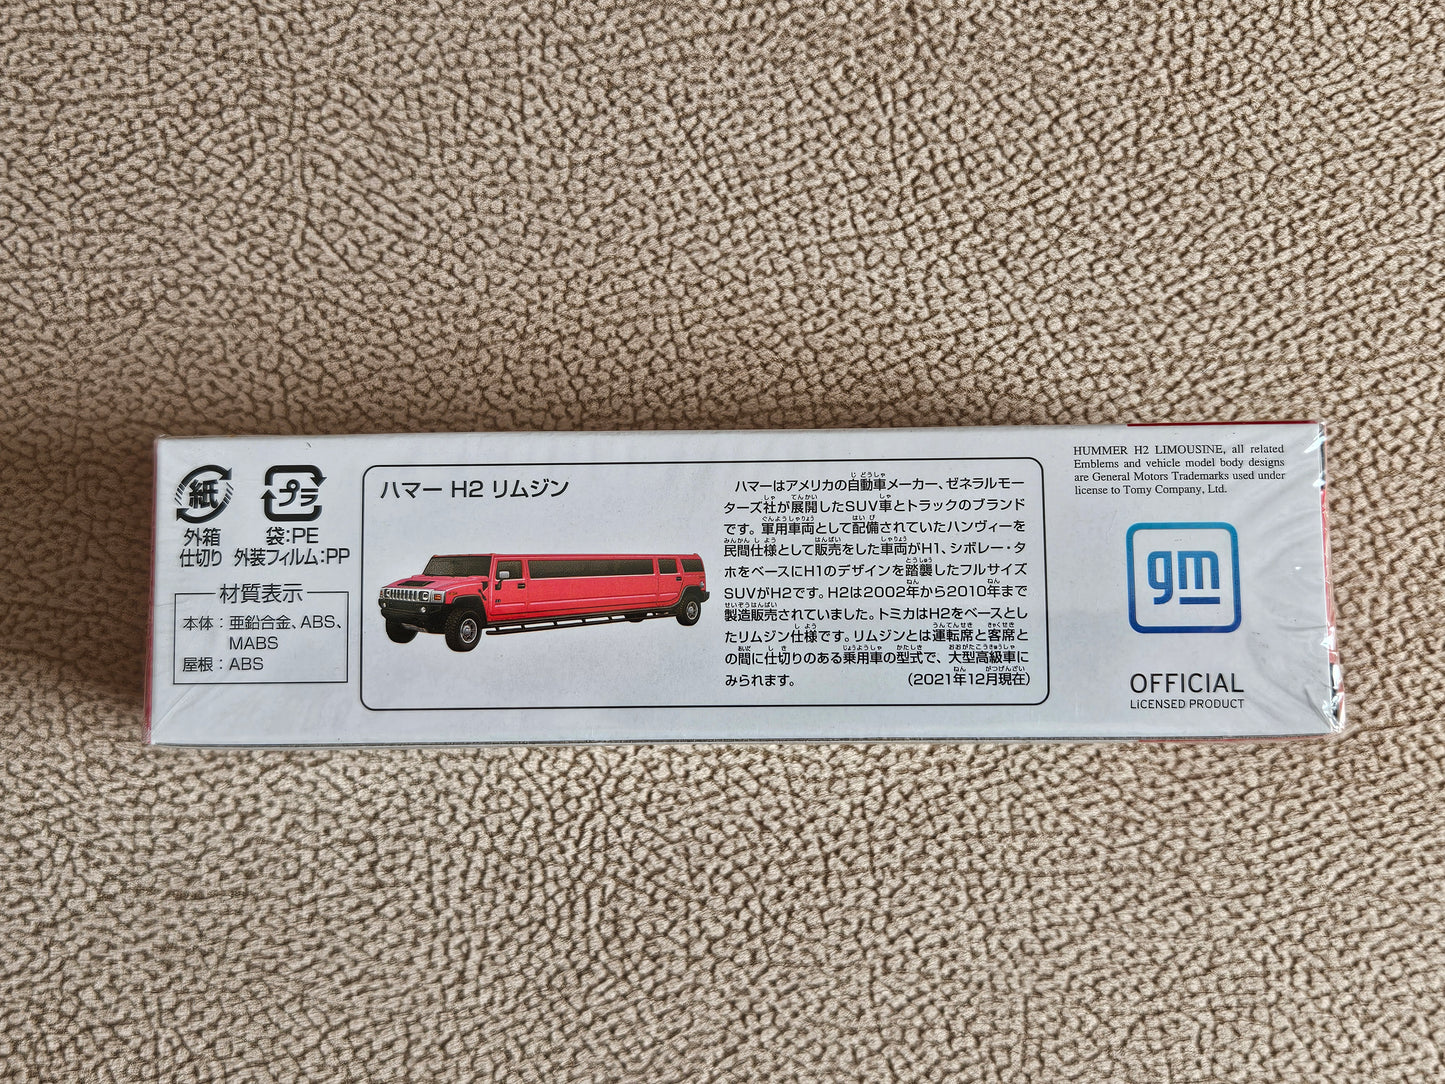 紙
プラ
外箱
仕切り
袋:PE
外装フィルム:PP
材質表示
本体：亜鉛合金、ABS、
MABS
屋根：ABS
ハマー H2 リムジン
ハマーはアメリカの自動車メーカー、ゼネラルモー
ターズ社が展開したSUV車とトラックのブランド
です。軍用車両として配備されていたハンヴィーを
民間仕様として販売をした車両がH1、シボレー・タ
ホをベースにH1のデザインを踏襲したフルサイズ
SUVがH2です。H2は2002年から2010年まで
製造販売されていました。トミカはH2をベースとし
たリムジン仕様です。リムジンとは運転席と客席と
の間に仕切りのある乗用車の型式で、大型高級車に
みられます。 （2021年12月現在）
HUMMER H2 LIMOUSINE, all related
Emblems and vehicle model body designs
are General Motors Trademarks used under
license to Tomy Company, Ltd.
gm
OFFICIAL
LICENSED PRODUCT